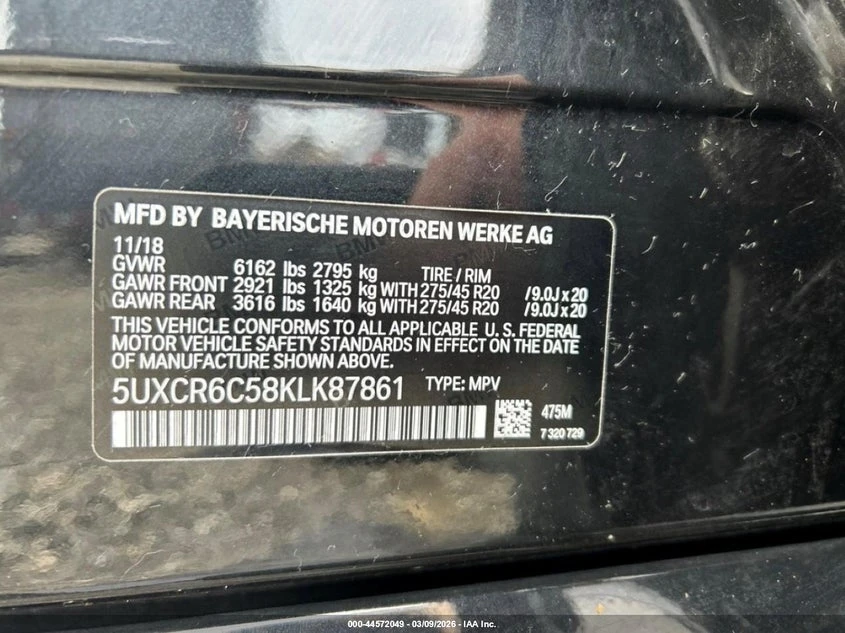 MFD BY BAYERISCHE MOTOREN WERKE AG
11/18
GVWR 6162 lbs 2795 kg TIRE / RIM
GAWR FRONT 2921 lbs 1325 kg WITH 275/45 R20 /9.0J x 20
GAWR REAR 3616 lbs 1640 kg WITH 275/45 R20 /9.0J x 20
THIS VEHICLE CONFORMS TO ALL APPLICABLE U. S. FEDERAL
MOTOR VEHICLE SAFETY STANDARDS IN EFFECT ON THE DATE
OF MANUFACTURE SHOWN ABOVE.
5UXCR6C58KLK87861 TYPE: MPV
475M
7 320 729
000-44572049 - 03/09/2026 - IAA Inc.